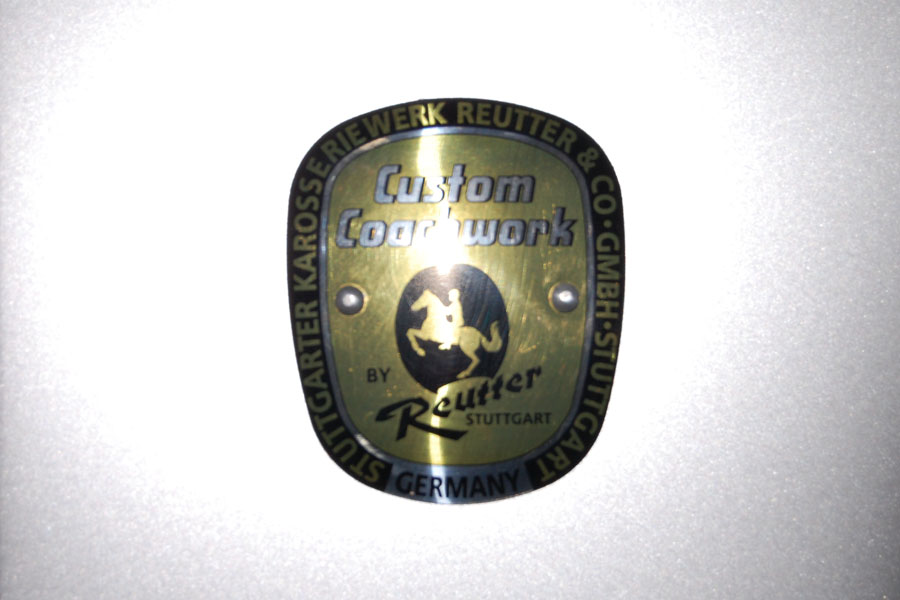 STUTTGARTER KAROSSERIEWERK REUTTER & CO · GMBH · STUTTGART
Custom
Coachwork
BY
Reutter
STUTTGART
GERMANY